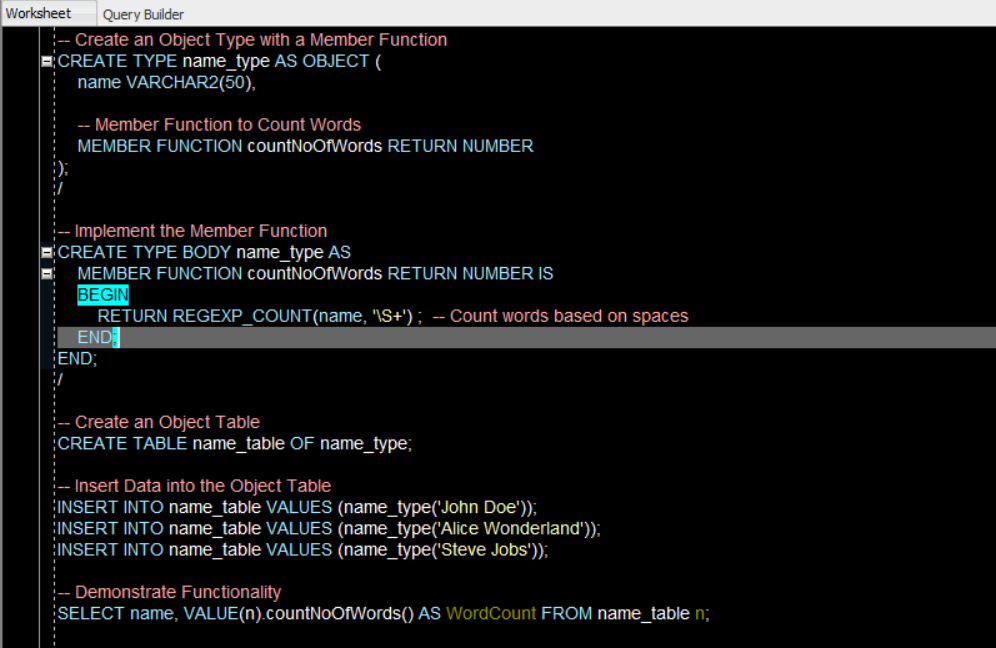 Worksheet Query Builder
-- Create an Object Type with a Member Function
CREATE TYPE name_type AS OBJECT (
name VARCHAR2(50),
-- Member Function to Count Words
MEMBER FUNCTION countNoOfWords RETURN NUMBER
);
/
-- Implement the Member Function
CREATE TYPE BODY name_type AS
MEMBER FUNCTION countNoOfWords RETURN NUMBER IS
BEGIN
RETURN REGEXP_COUNT(name, '\S+') ; -- Count words based on spaces
END;
END;
/
-- Create an Object Table
CREATE TABLE name_table OF name_type;
-- Insert Data into the Object Table
INSERT INTO name_table VALUES (name_type('John Doe'));
INSERT INTO name_table VALUES (name_type('Alice Wonderland'));
INSERT INTO name_table VALUES (name_type('Steve Jobs'));
-- Demonstrate Functionality
SELECT name, VALUE(n).countNoOfWords() AS WordCount FROM name_table n;